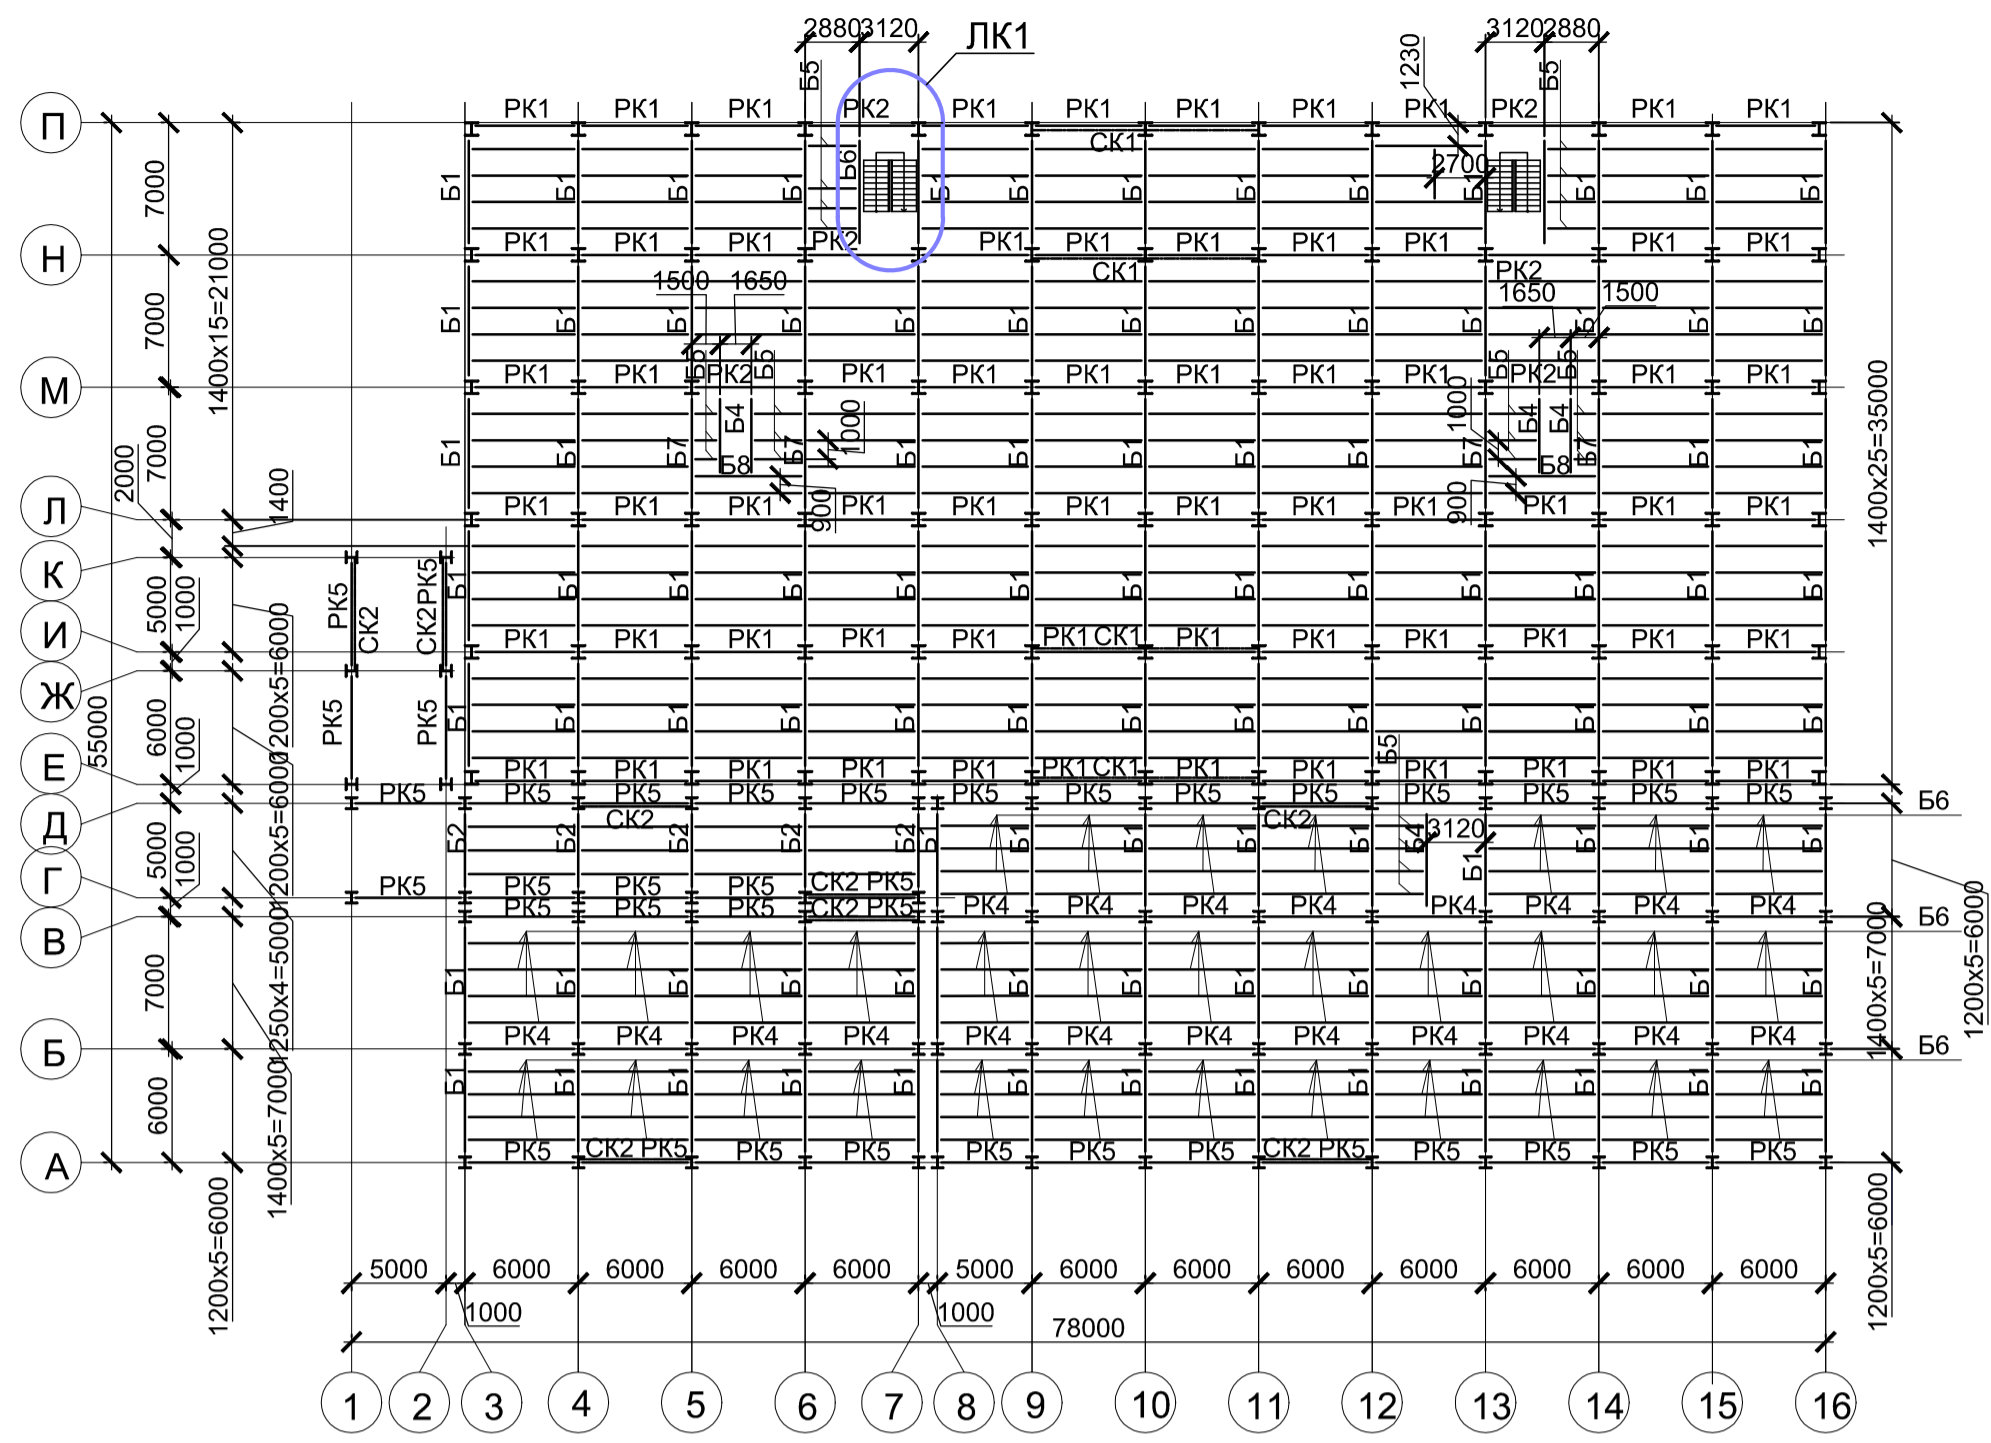 2880 3120 ЛК1 3120 2880
1230
Б5 Б5
П РК1 РК1 РК1 РК2 РК1 РК1 РК1 РК1 РК1 РК2 РК1 РК1
СК1
2700
7000 Б1 Б1 Б1 Б1 Б6 Б1 Б1 Б1 Б1 Б1 Б1 Б1 Б1 Б1
Н РК1 РК1 РК1 РК2 РК1 РК1 РК1 РК1 РК1 РК1 РК1
СК1 РК2
1500 1650 1650 1500
7000 1400x15=21000 Б1 Б1 Б1 Б1 Б1 Б1 Б1 Б1 Б1 Б1 Б1 Б1 Б1
Б5 Б5 Б5 Б5
М РК1 РК1 РК2 РК1 РК1 РК1 РК1 РК1 РК1 РК2 РК1 РК1
1000 1000
Б4 Б4 Б4
2000 7000 Б1 Б1 Б7 Б7 Б1 Б1 Б1 Б1 Б1 Б7 Б7 Б1 Б1
1400x25=35000
Б8 Б8
1400 900 900
Л РК1 РК1 РК1 РК1 РК1 РК1 РК1 РК1 РК1 РК1 РК1 РК1
К
5000 1000 РК5 СК2 СК2 РК5 Б1 Б1 Б1 Б1 Б1 Б1 Б1 Б1 Б1 Б1 Б1 Б1 Б1
И РК1 РК1 РК1 РК1 РК1 РК1 СК1 РК1 РК1 РК1 РК1 РК1 РК1
1200x5=6000
Ж
55000 6000 1000 РК5 РК5 Б1 Б1 Б1 Б1 Б1 Б1 Б1 Б1 Б1 Б1 Б1 Б1 Б1
Б5
Е РК1 РК1 РК1 РК1 РК1 РК1 СК1 РК1 РК1 РК1 РК1 РК1 РК1
1200x5=6000
РК5 РК5 РК5 РК5 РК5 РК5 РК5 РК5 РК5 РК5 РК5 РК5 РК5 Б6
Д СК2 СК2
3120
5000 1000 Б2 Б2 Б2 Б2 Б2 Б1 Б1 Б1 Б1 Б1 Б4 Б1 Б1 Б1 Б1
Г РК5 РК5 РК5 РК5 СК2 РК5
РК5 РК5 РК5 СК2 РК5 РК4 РК4 РК4 РК4 РК4 РК4 РК4 РК4 Б6
В
1250x4=5000 1400x5=7000 1200x5=6000
7000 Б1 Б1 Б1 Б1 Б1 Б1 Б1 Б1 Б1 Б1 Б1 Б1 Б1
Б РК4 РК4 РК4 РК4 РК4 РК4 РК4 РК4 РК4 РК4 РК4 РК4 Б6
6000 1400x5=7000 Б1 Б1 Б1 Б1 Б1 Б1 Б1 Б1 Б1 Б1 Б1 Б1 Б1
А РК5 СК2 РК5 РК5 РК5 РК5 РК5 РК5 СК2 РК5 РК5 РК5 РК5 РК5
1200x5=6000 1200x5=6000
5000 6000 6000 6000 6000 5000 6000 6000 6000 6000 6000 6000 6000
1000 1000
78000
1 2 3 4 5 6 7 8 9 10 11 12 13 14 15 16